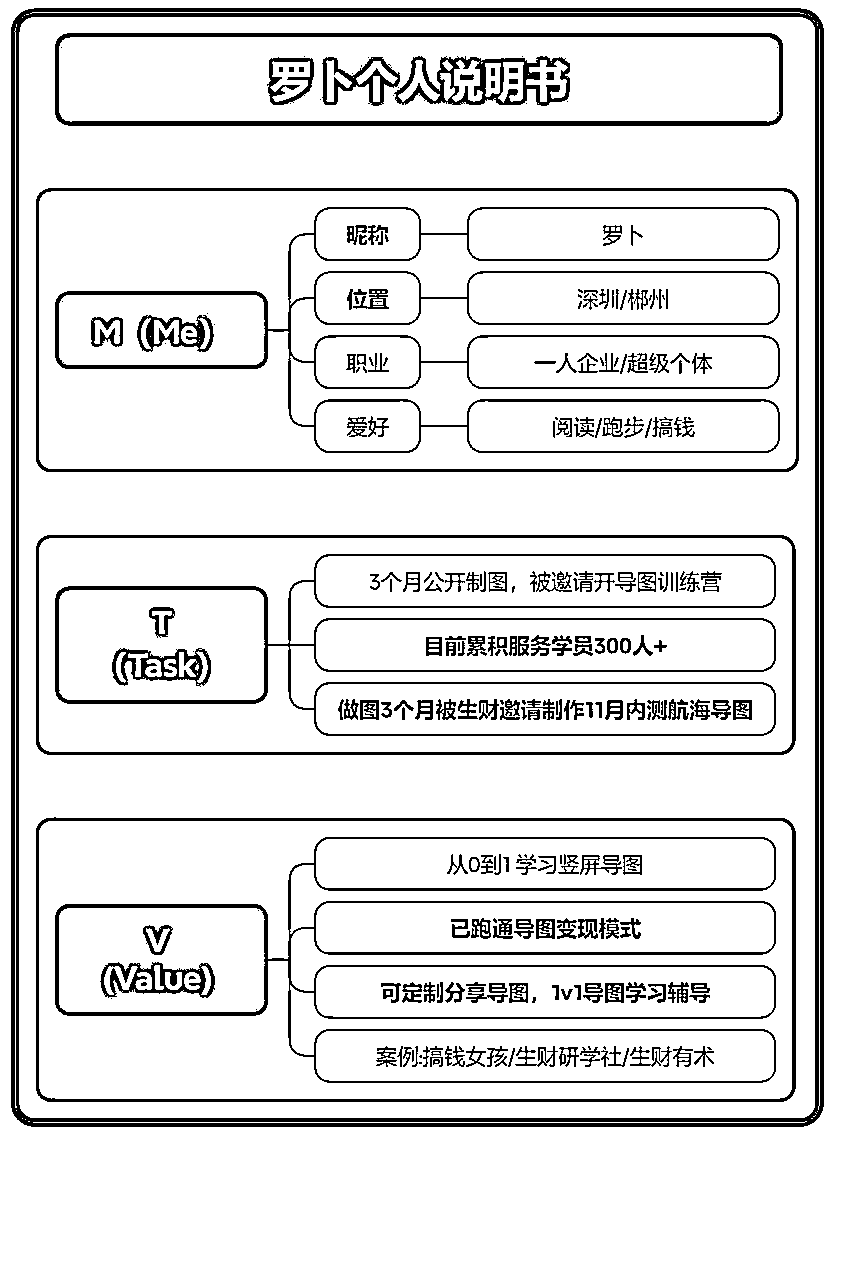 罗卜个人说明书
M (Me)
昵称
罗卜
位置
深圳/郴州
职业
一人企业/超级个体
爱好
阅读/跑步/搞钱
T
(Task)
3个月公开制图，被邀请开导图训练营
目前累积服务学员300人+
做图3个月被生财邀请制作11月内测航海导图
V
(Value)
从0到1 学习竖屏导图
已跑通导图变现模式
可定制分享导图，1v1导图学习辅导
案例:搞钱女孩/生财研学社/生财有术